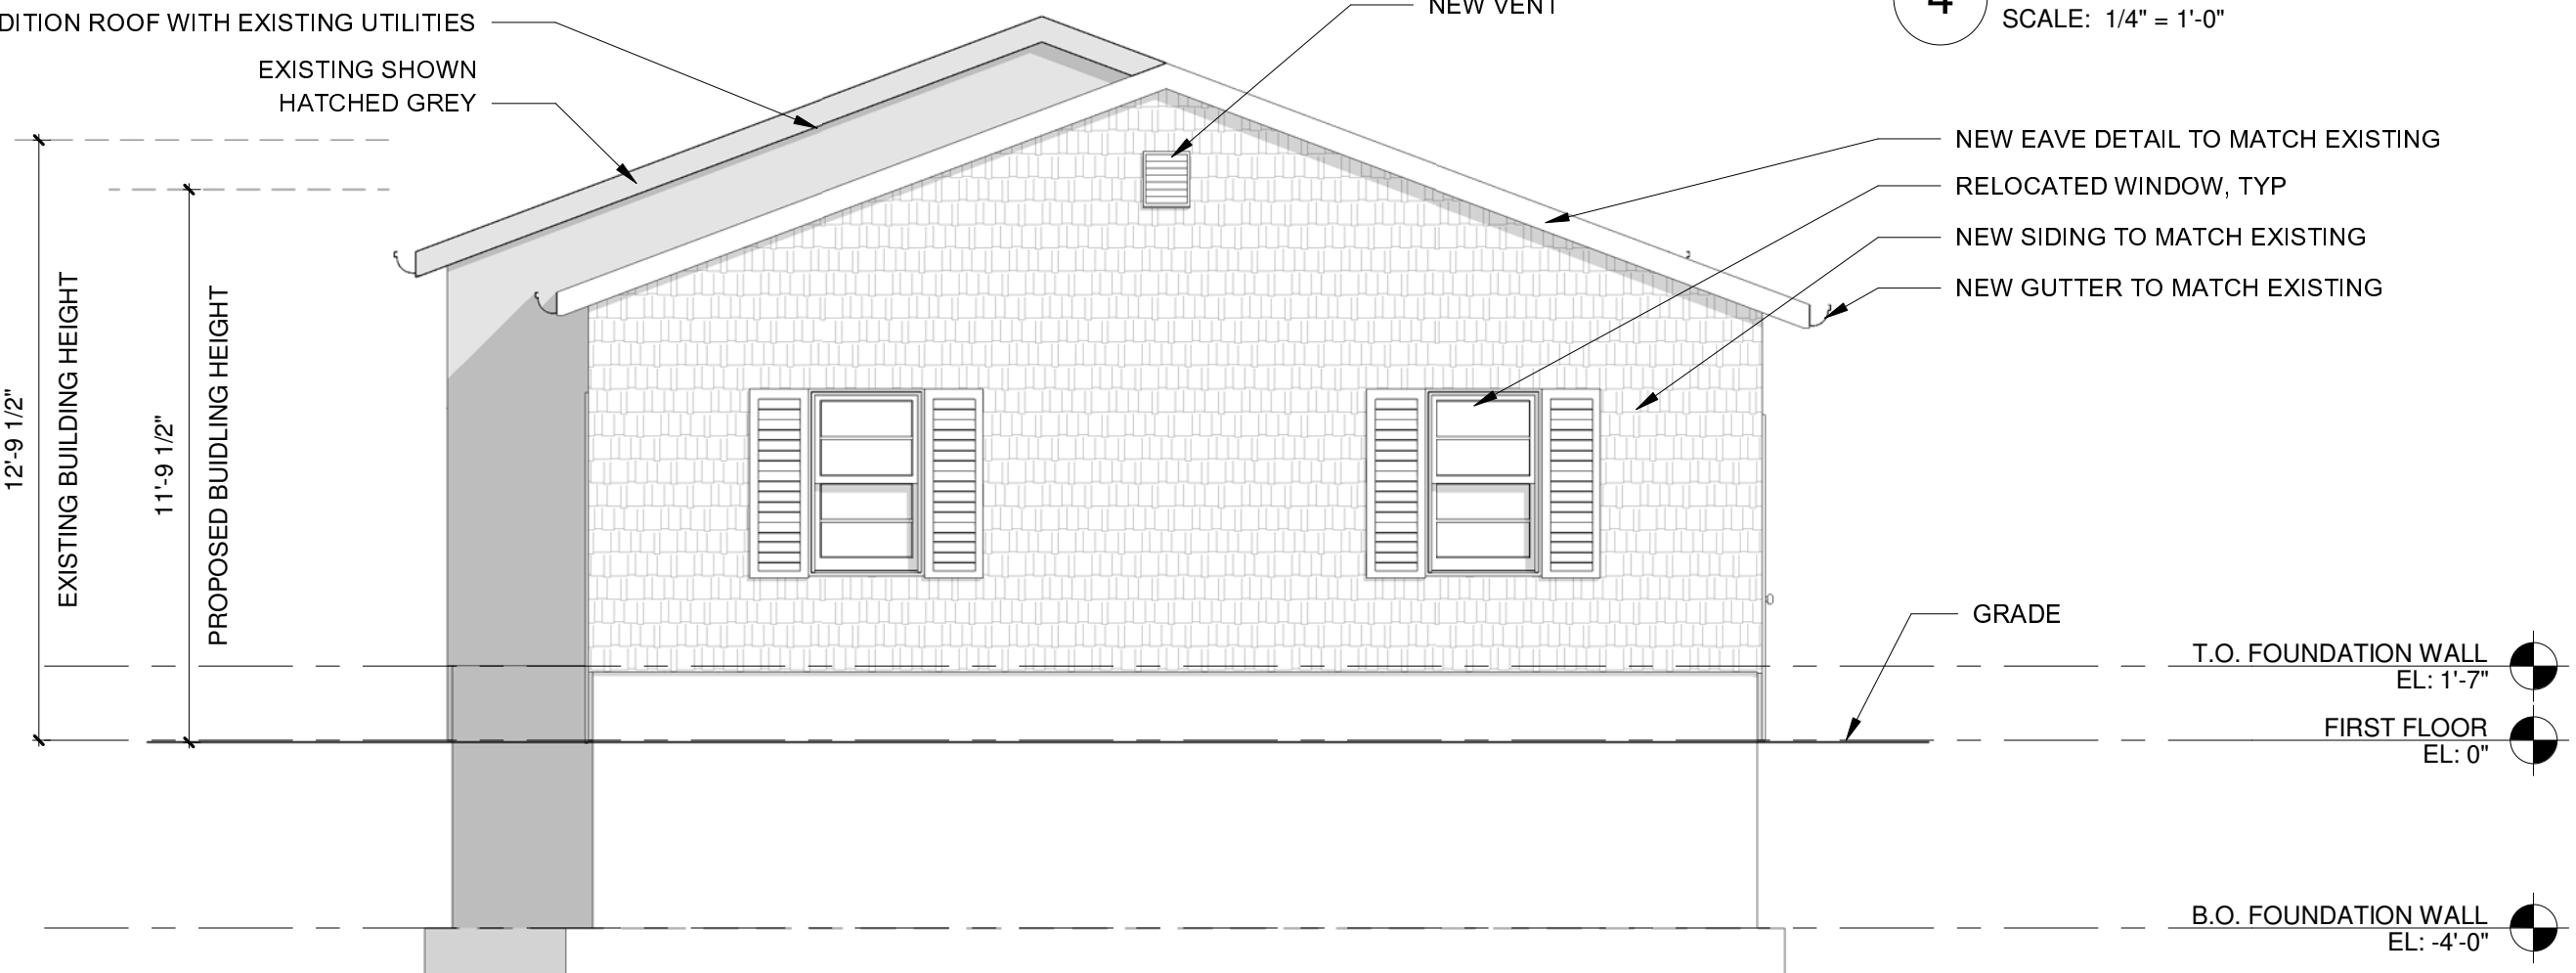 DITION ROOF WITH EXISTING UTILITIES
NEW VENT
4
SCALE: 1/4" = 1'-0"
EXISTING SHOWN
HATCHED GREY
NEW EAVE DETAIL TO MATCH EXISTING
RELOCATED WINDOW, TYP
NEW SIDING TO MATCH EXISTING
NEW GUTTER TO MATCH EXISTING
12'-9 1/2"
EXISTING BUILDING HEIGHT
11'-9 1/2"
PROPOSED BUIDLING HEIGHT
GRADE
T.O. FOUNDATION WALL
EL: 1'-7"
FIRST FLOOR
EL: 0"
B.O. FOUNDATION WALL
EL: -4'-0"